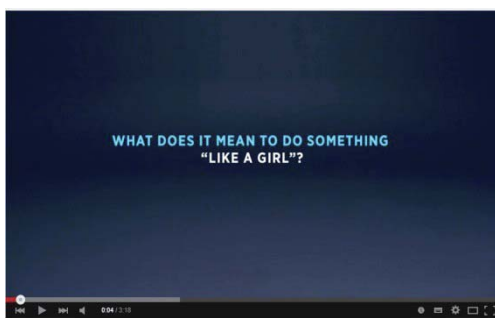 WHAT DOES IT MEAN TO DO SOMETHING
“LIKE A GIRL”?
0:04 / 3:18